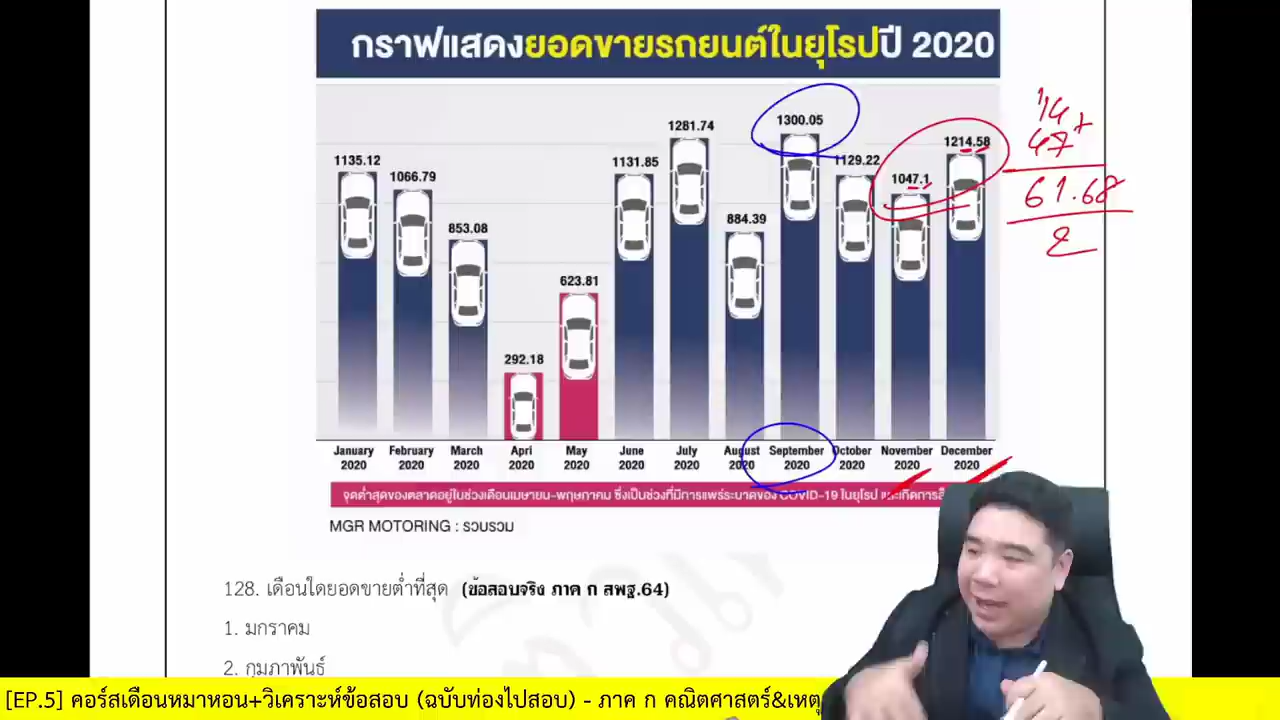 กราฟแสดงยอดขายรถยนต์ในยุโรปปี 2020
1135.12
1066.79
853.08
292.18
623.81
1131.85
1281.74
884.39
1300.05
1129.22
1047.1
1214.58
14
47 +
61.68
2
January 2020
February 2020
March 2020
April 2020
May 2020
June 2020
July 2020
August 2020
September 2020
October 2020
November 2020
December 2020
จุดต่ำสุดของตลาดอยู่ในช่วงเดือนเมษายน-พฤษภาคม ซึ่งเป็นช่วงที่มีการแพร่ระบาดของ COVID-19 ในยุโรป และเกิดการ
MGR MOTORING : รวบรวม
128. เดือนใดยอดขายต่ำที่สุด (ข้อสอบจริง ภาค ก สพฐ.64)
1. มกราคม
2. กุมภาพันธ์
[EP.5] คอร์สเดือนหมาหอน+วิเคราะห์ข้อสอบ (ฉบับท่องไปสอบ) - ภาค ก คณิตศาสตร์&เหตุ